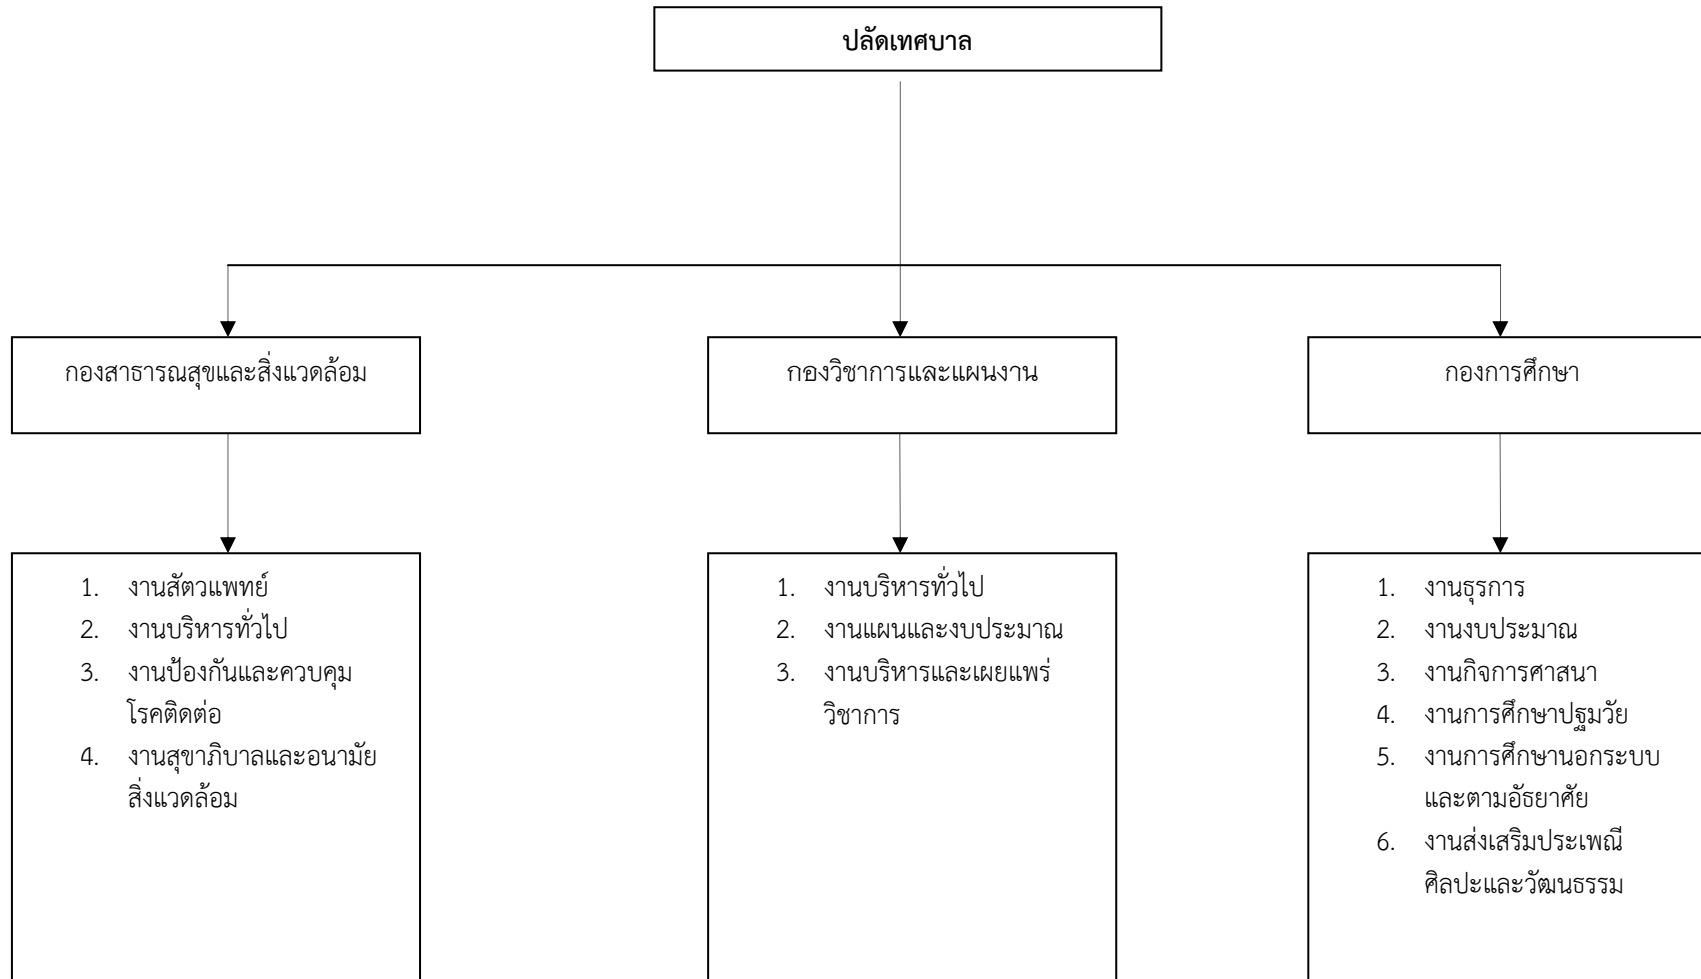 ปลัดเทศบาล
กองสาธารณสุขและสิ่งแวดล้อม
กองวิชาการและแผนงาน
กองการศึกษา
1. งานสัตวแพทย์
2. งานบริหารทั่วไป
3. งานป้องกันและควบคุม
โรคติดต่อ
4. งานสุขาภิบาลและอนามัย
สิ่งแวดล้อม
1. งานบริหารทั่วไป
2. งานแผนและงบประมาณ
3. งานบริหารและเผยแพร่
วิชาการ
1. งานธุรการ
2. งานงบประมาณ
3. งานกิจการศาสนา
4. งานการศึกษาปฐมวัย
5. งานการศึกษานอกระบบ
และตามอัธยาศัย
6. งานส่งเสริมประเพณี
ศิลปะและวัฒนธรรม